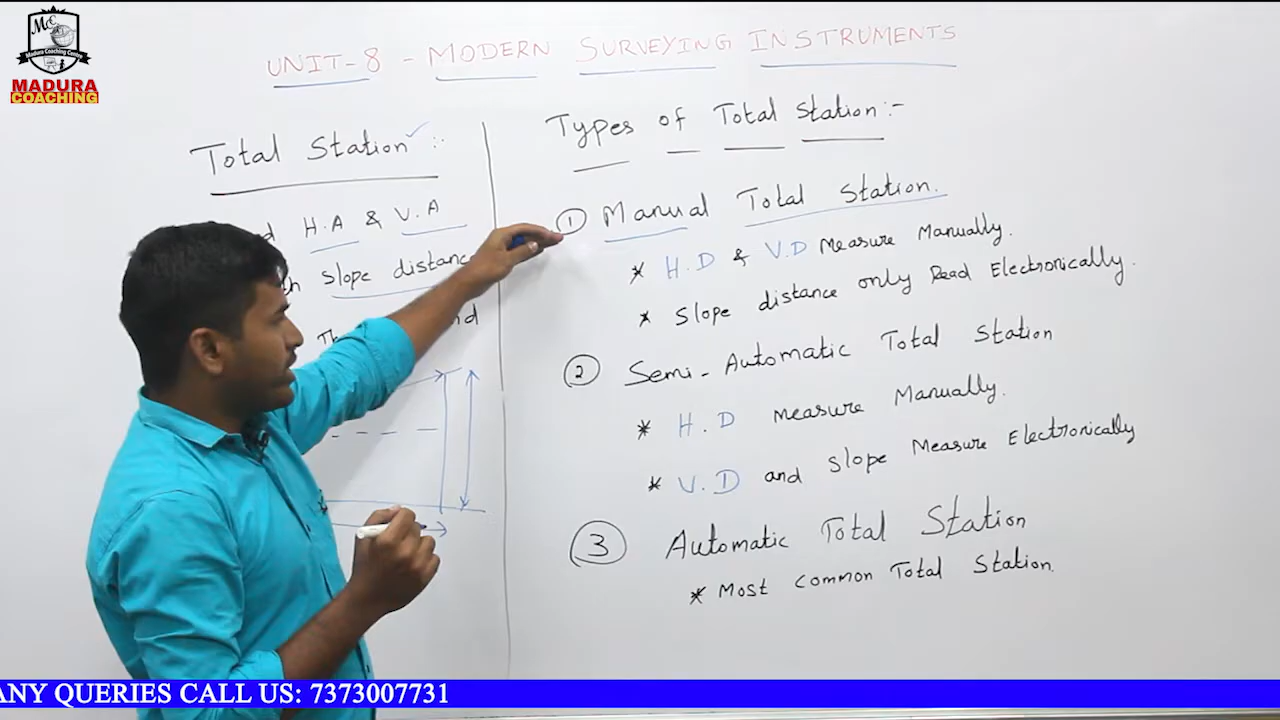 Madura Coaching Centre
MADURA
COACHING
UNIT-8 - MODERN SURVEYING INSTRUMENTS
Total Station :-
H.A & V.A
slope distance
Types of Total Station :-
① Manual Total Station.
* H.D & V.D Measure Manually.
* Slope distance only Read Electronically.
② Semi-Automatic Total Station
* H.D measure Manually.
* V.D and slope Measure Electronically
③ Automatic Total Station
* Most common Total Station.
ANY QUERIES CALL US: 7373007731